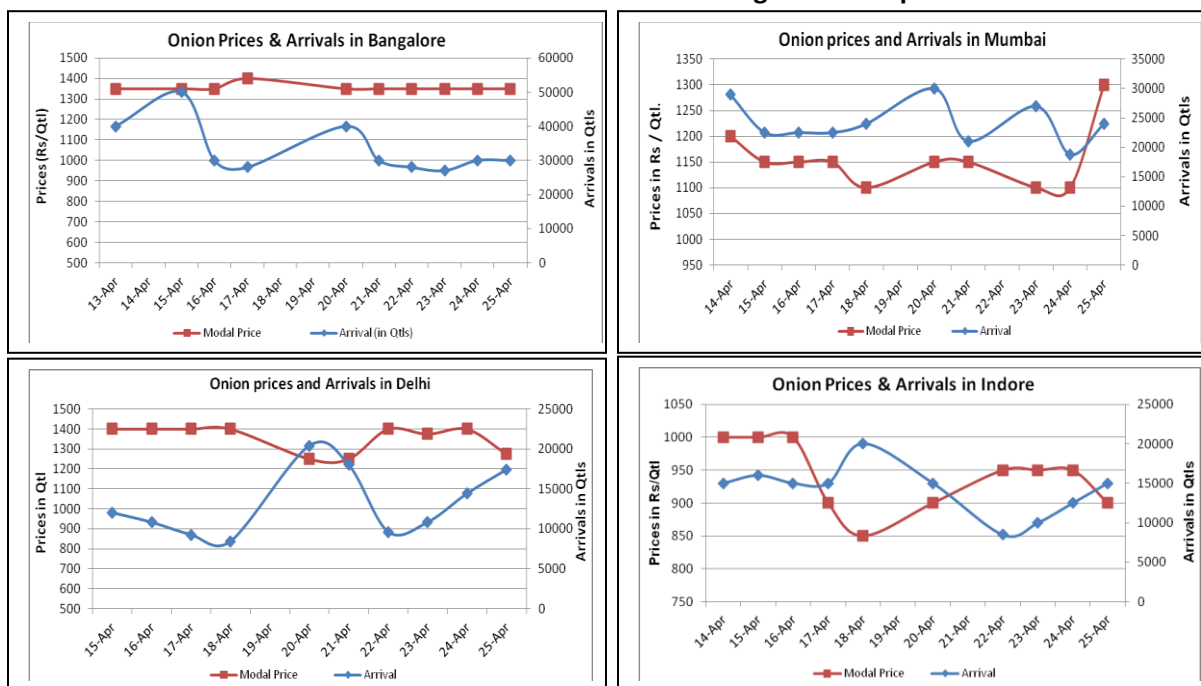 Onion Prices & Arrivals in Bangalore
Prices (Rs/Qtl)
1500
1400
1300
1200
1100
1000
900
800
700
600
500
60000
50000
40000
30000
20000
10000
0
Arrivals in Qtls
13-Apr
14-Apr
15-Apr
16-Apr
17-Apr
18-Apr
19-Apr
20-Apr
21-Apr
22-Apr
23-Apr
24-Apr
25-Apr
Modal Price Arrival (in Qtls)
Onion prices and Arrivals in Mumbai
Prices in Rs / Qtl.
1350
1300
1250
1200
1150
1100
1050
1000
950
35000
30000
25000
20000
15000
10000
5000
0
Arrivals in Qtls
14-Apr
15-Apr
16-Apr
17-Apr
18-Apr
19-Apr
20-Apr
21-Apr
22-Apr
23-Apr
24-Apr
25-Apr
Modal Price Arrival
Onion prices and Arrivals in Delhi
Prices in Qtl
1500
1400
1300
1200
1100
1000
900
800
700
600
500
25000
20000
15000
10000
5000
0
Arrivals in Qtls
15-Apr
16-Apr
17-Apr
18-Apr
19-Apr
20-Apr
21-Apr
22-Apr
23-Apr
24-Apr
25-Apr
Modal Price Arrival
Onion Prices & Arrivals in Indore
Prices in Rs/Qtl
1050
1000
950
900
850
800
750
25000
20000
15000
10000
5000
0
Arrivals in Qtls
14-Apr
15-Apr
16-Apr
17-Apr
18-Apr
19-Apr
20-Apr
21-Apr
22-Apr
23-Apr
24-Apr
25-Apr
Modal Price Arrival